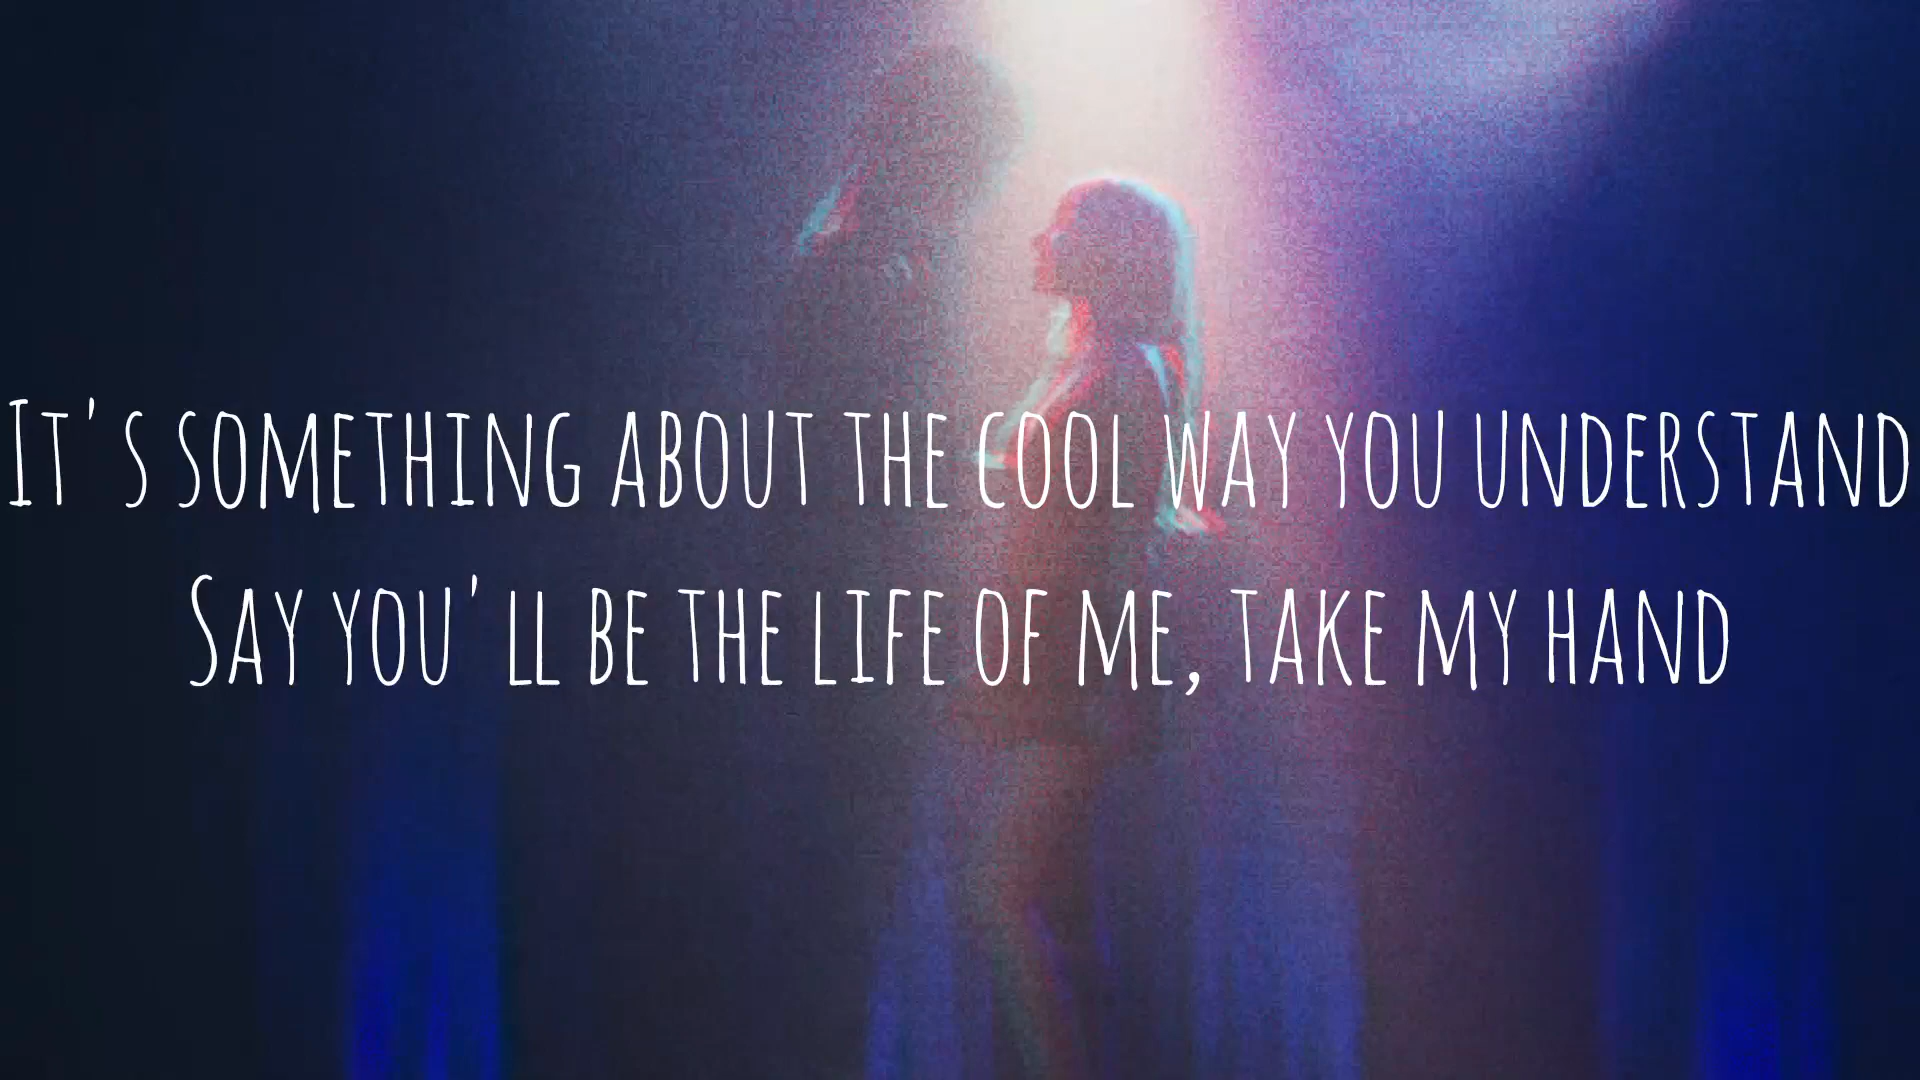 It's something about the cool way you understand
Say you'll be the life of me, take my hand